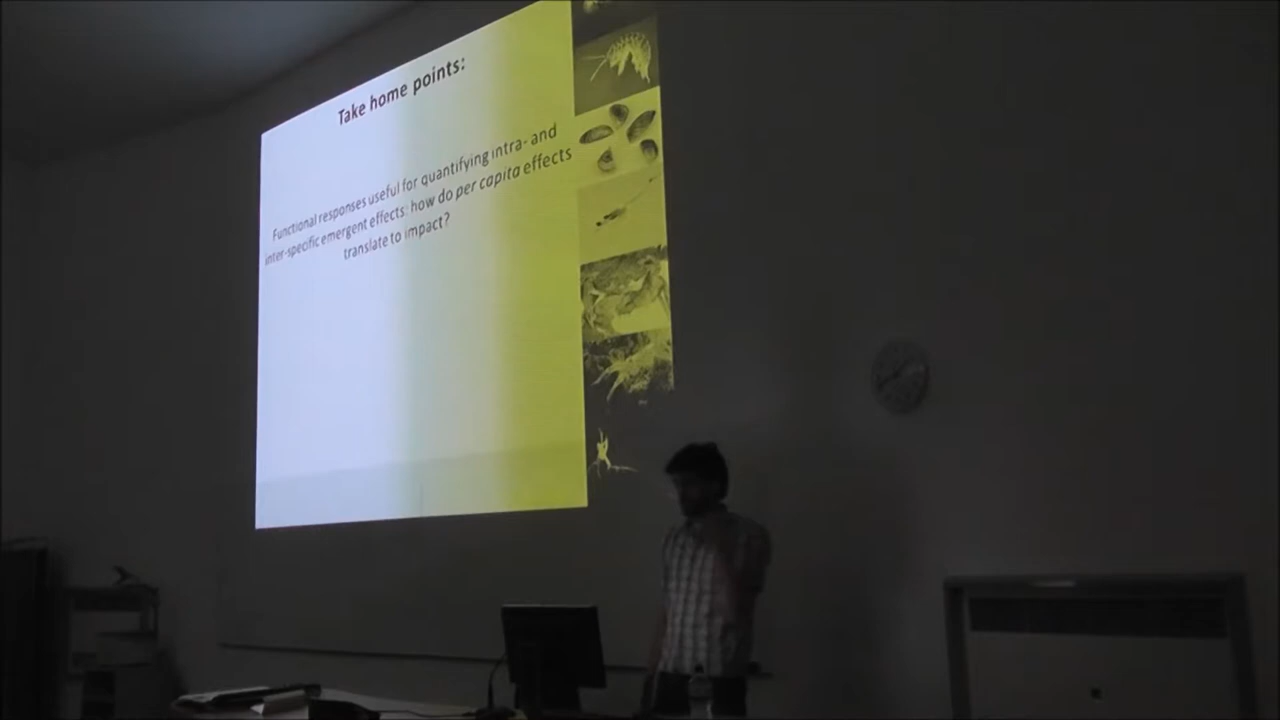 Take home points:
Functional responses useful for quantifying intra- and
inter-specific emergent effects: how do per capita effects
translate to impact?